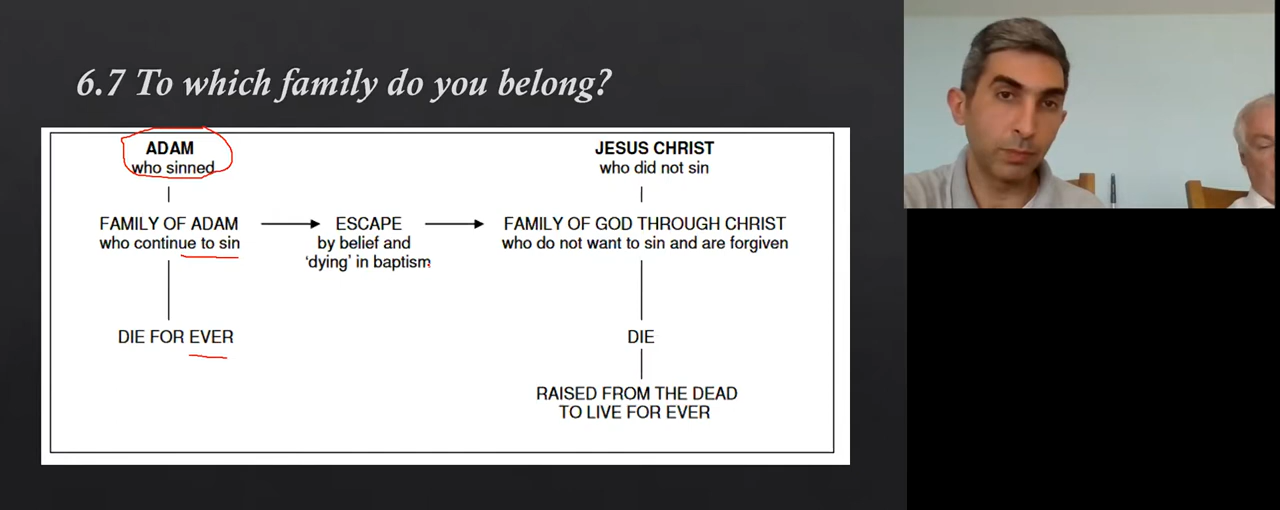 6.7 To which family do you belong?
ADAM
who sinned
JESUS CHRIST
who did not sin
FAMILY OF ADAM
who continue to sin
ESCAPE
by belief and
‘dying’ in baptism
FAMILY OF GOD THROUGH CHRIST
who do not want to sin and are forgiven
DIE FOR EVER
DIE
RAISED FROM THE DEAD
TO LIVE FOR EVER